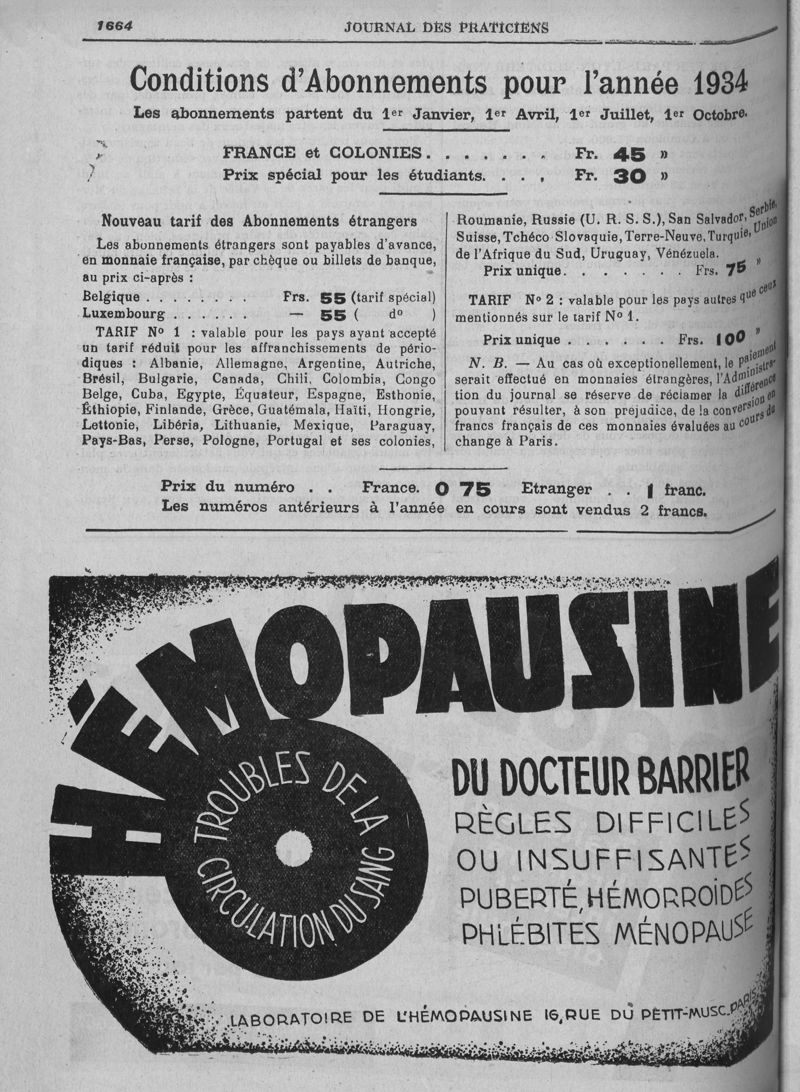 1664
JOURNAL DES PRATICIENS
Conditions d'Abonnements pour l'année 1934
Les abonnements partent du 1er Janvier, 1er Avril, 1er Juillet, 1er Octobre.
FRANCE et COLONIES. . . . . . . Fr. 45 »
Prix spécial pour les étudiants. . . . Fr. 30 »
Nouveau tarif des Abonnements étrangers
Les abonnements étrangers sont payables d'avance,
en monnaie française, par chèque ou billets de banque,
au prix ci-après :
Belgique . . . . . . . . Frs. 55 (tarif spécial)
Luxembourg . . . . . . — 55 ( do )
TARIF No 1 : valable pour les pays ayant accepté
un tarif réduit pour les affranchissements de pério-
diques : Albanie, Allemagne, Argentine, Autriche,
Brésil, Bulgarie, Canada, Chili, Colombia, Congo
Belge, Cuba, Egypte, Équateur, Espagne, Esthonie,
Éthiopie, Finlande, Grèce, Guatémala, Haïti, Hongrie,
Lettonie, Libéria, Lithuanie, Mexique, Paraguay,
Pays-Bas, Perse, Pologne, Portugal et ses colonies,
Roumanie, Russie (U. R. S. S.), San Salvador, Serbie,
Suisse, Tchéco Slovaquie, Terre-Neuve, Turquie, Union
de l'Afrique du Sud, Uruguay, Vénézuela.
Prix unique. . . . . . . Frs. 75 »
TARIF No 2 : valable pour les pays autres que ceux
mentionnés sur le tarif No 1.
Prix unique . . . . . . Frs. 100 »
N. B. — Au cas où exceptionellement, le paiement
serait effectué en monnaies étrangères, l'Administra-
tion du journal se réserve de réclamer la différence
pouvant résulter, à son prejudice, de la conversion en
francs français de ces monnaies évaluées au cours du
change à Paris.
Prix du numéro . . France. 0 75 Etranger . . 1 franc.
Les numéros antérieurs à l'année en cours sont vendus 2 francs.
HÉMOPAUSINE
TROUBLES DE LA
CIRCULATION DU SANG
DU DOCTEUR BARRIER
RÈGLES DIFFICILES
OU INSUFFISANTES
PUBERTÉ, HÉMORROÏDES
PHLÉBITES MÉNOPAUSE
LABORATOIRE DE L'HÉMOPAUSINE 16, RUE DU PETIT-MUSC-PARIS